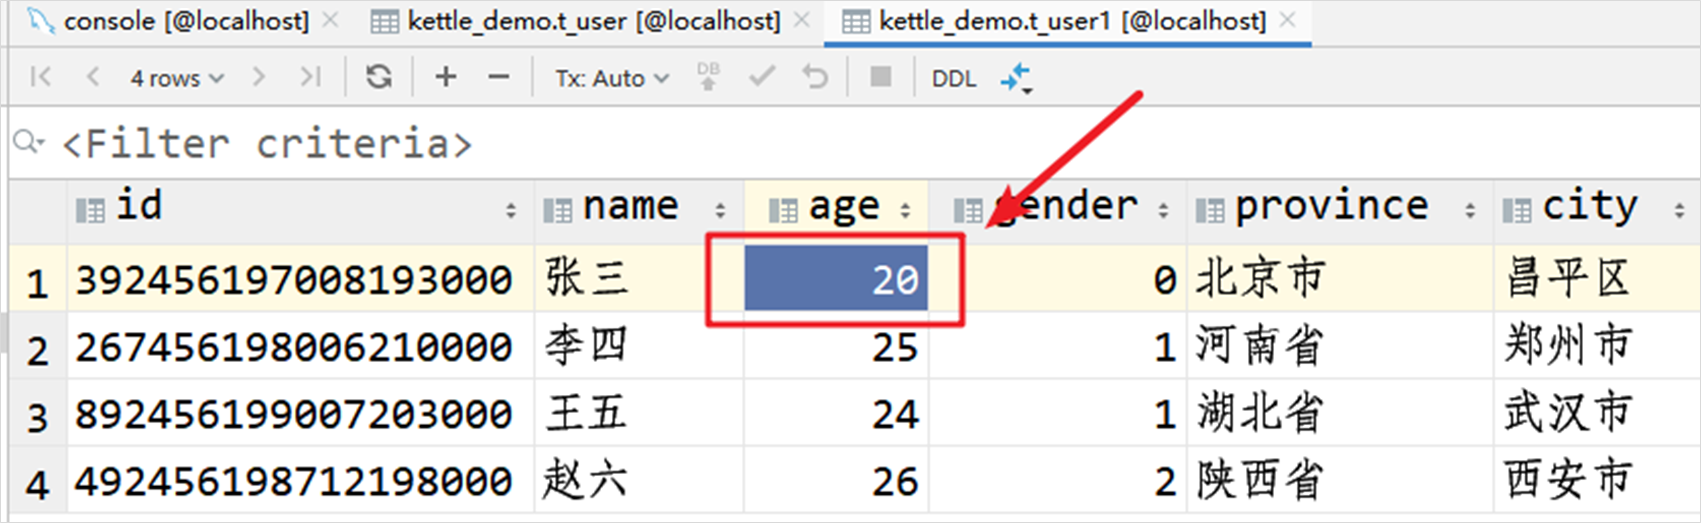 console [@localhost] kettle_demo.t_user [@localhost] kettle_demo.t_user1 [@localhost]
4 rows Tx: Auto DB DDL
<Filter criteria>
id name age gender province city
1 392456197008193000 张三 20 0 北京市 昌平区
2 267456198006210000 李四 25 1 河南省 郑州市
3 892456199007203000 王五 24 1 湖北省 武汉市
4 492456198712198000 赵六 26 2 陕西省 西安市